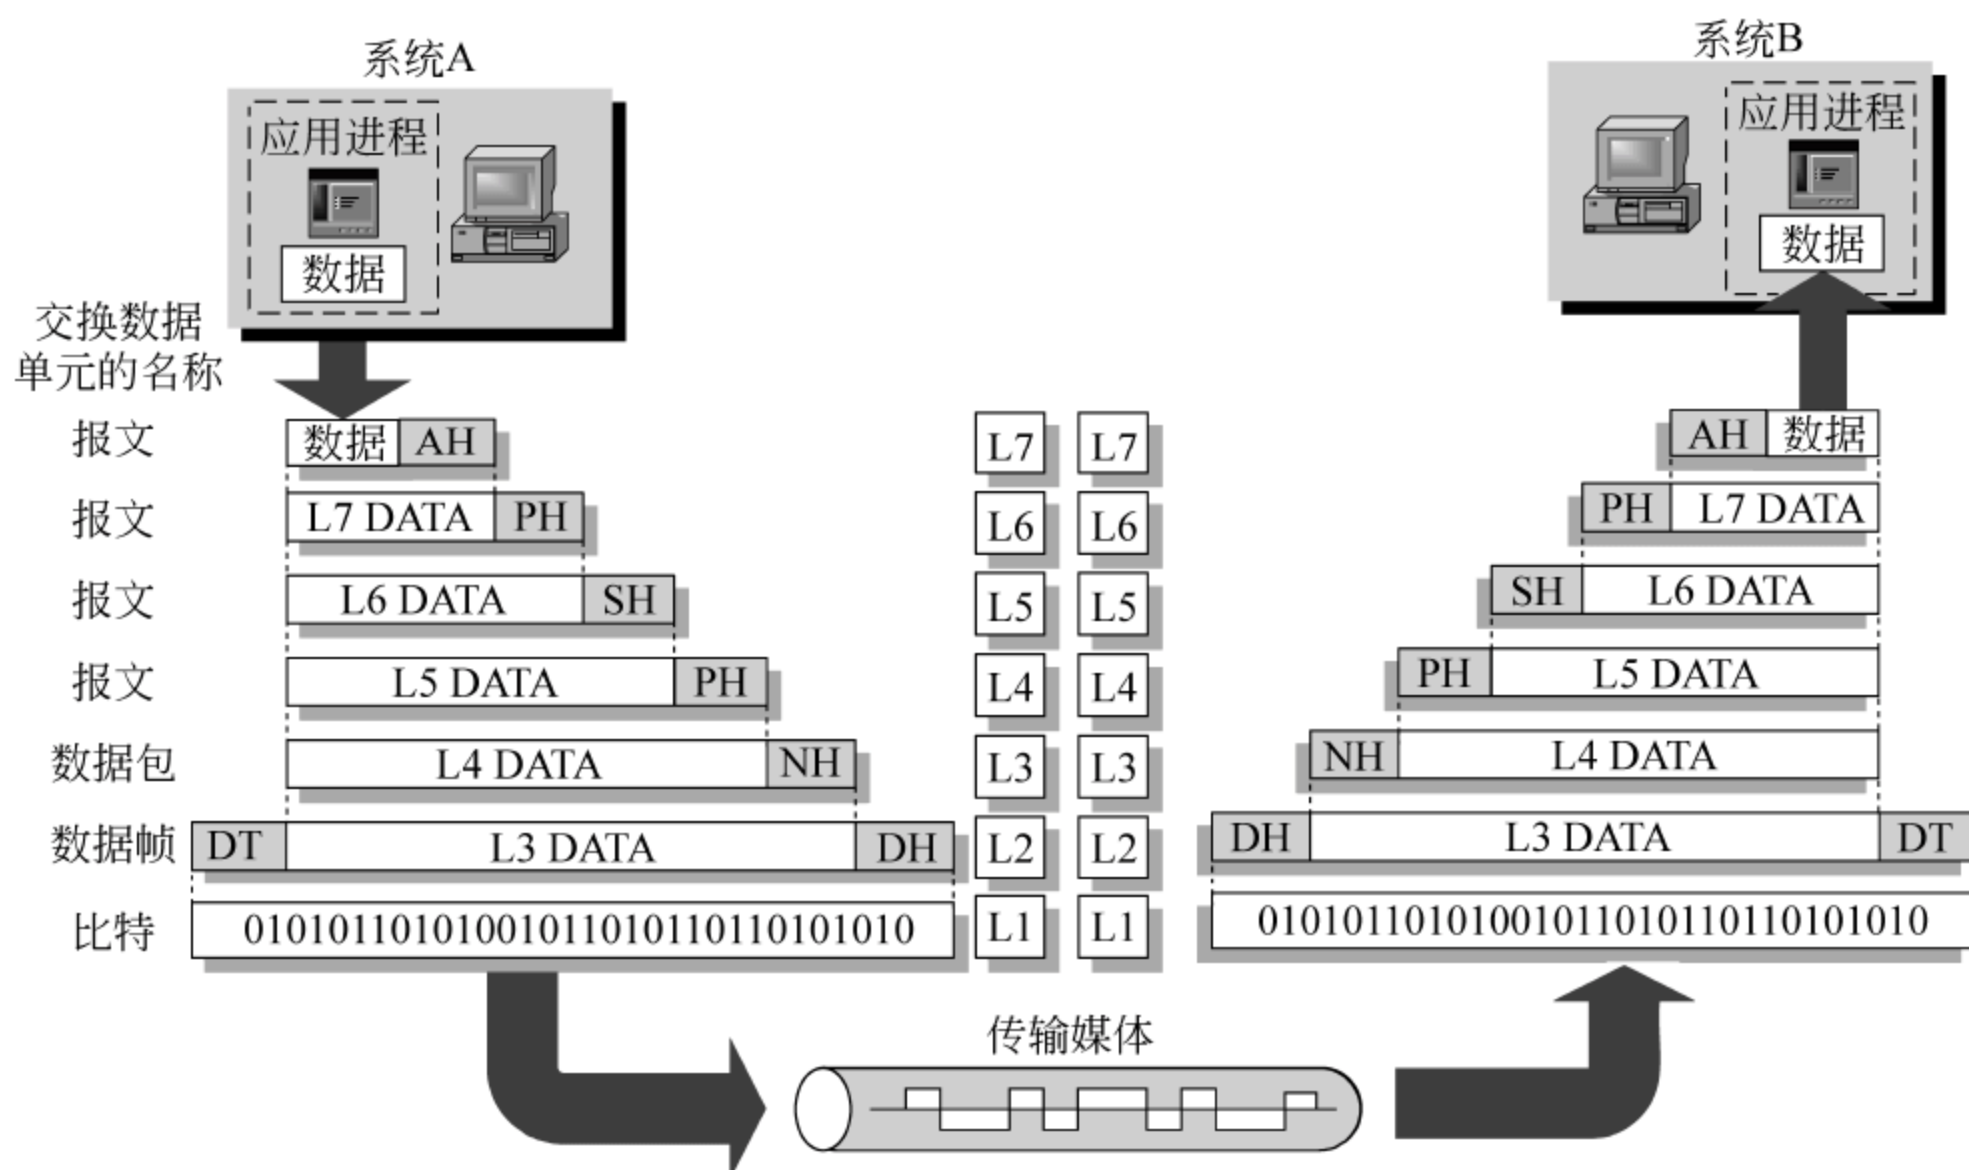 系统A
系统B
应用进程
数据
应用进程
数据
交换数据
单元的名称
报文
数据 AH
L7 L7
AH 数据
报文
L7 DATA PH
L6 L6
PH L7 DATA
报文
L6 DATA SH
L5 L5
SH L6 DATA
报文
L5 DATA PH
L4 L4
PH L5 DATA
数据包
L4 DATA NH
L3 L3
NH L4 DATA
数据帧
DT L3 DATA DH
L2 L2
DH L3 DATA DT
比特
01010110101001011010110110101010
L1 L1
01010110101001011010110110101010
传输媒体